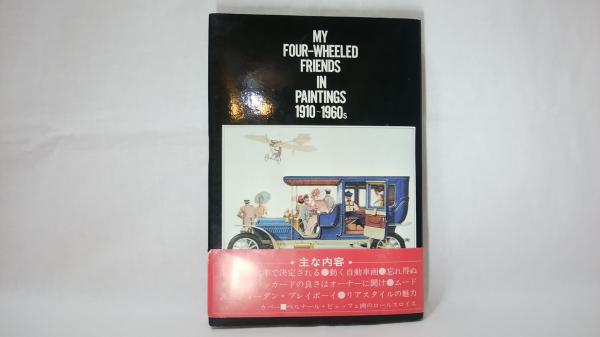 MY
FOUR-WHEELED
FRIENDS
IN
PAINTINGS
1910~1960s
・主な内容・
で決定される●動く自動車画●忘れ得ぬ
ンカードの良さはオーナーに聞け●ムード
ーダン・プレイボーイ●リアスタイルの魅力
カバー■ベルナール・ビュッフェ画のロールスロイス